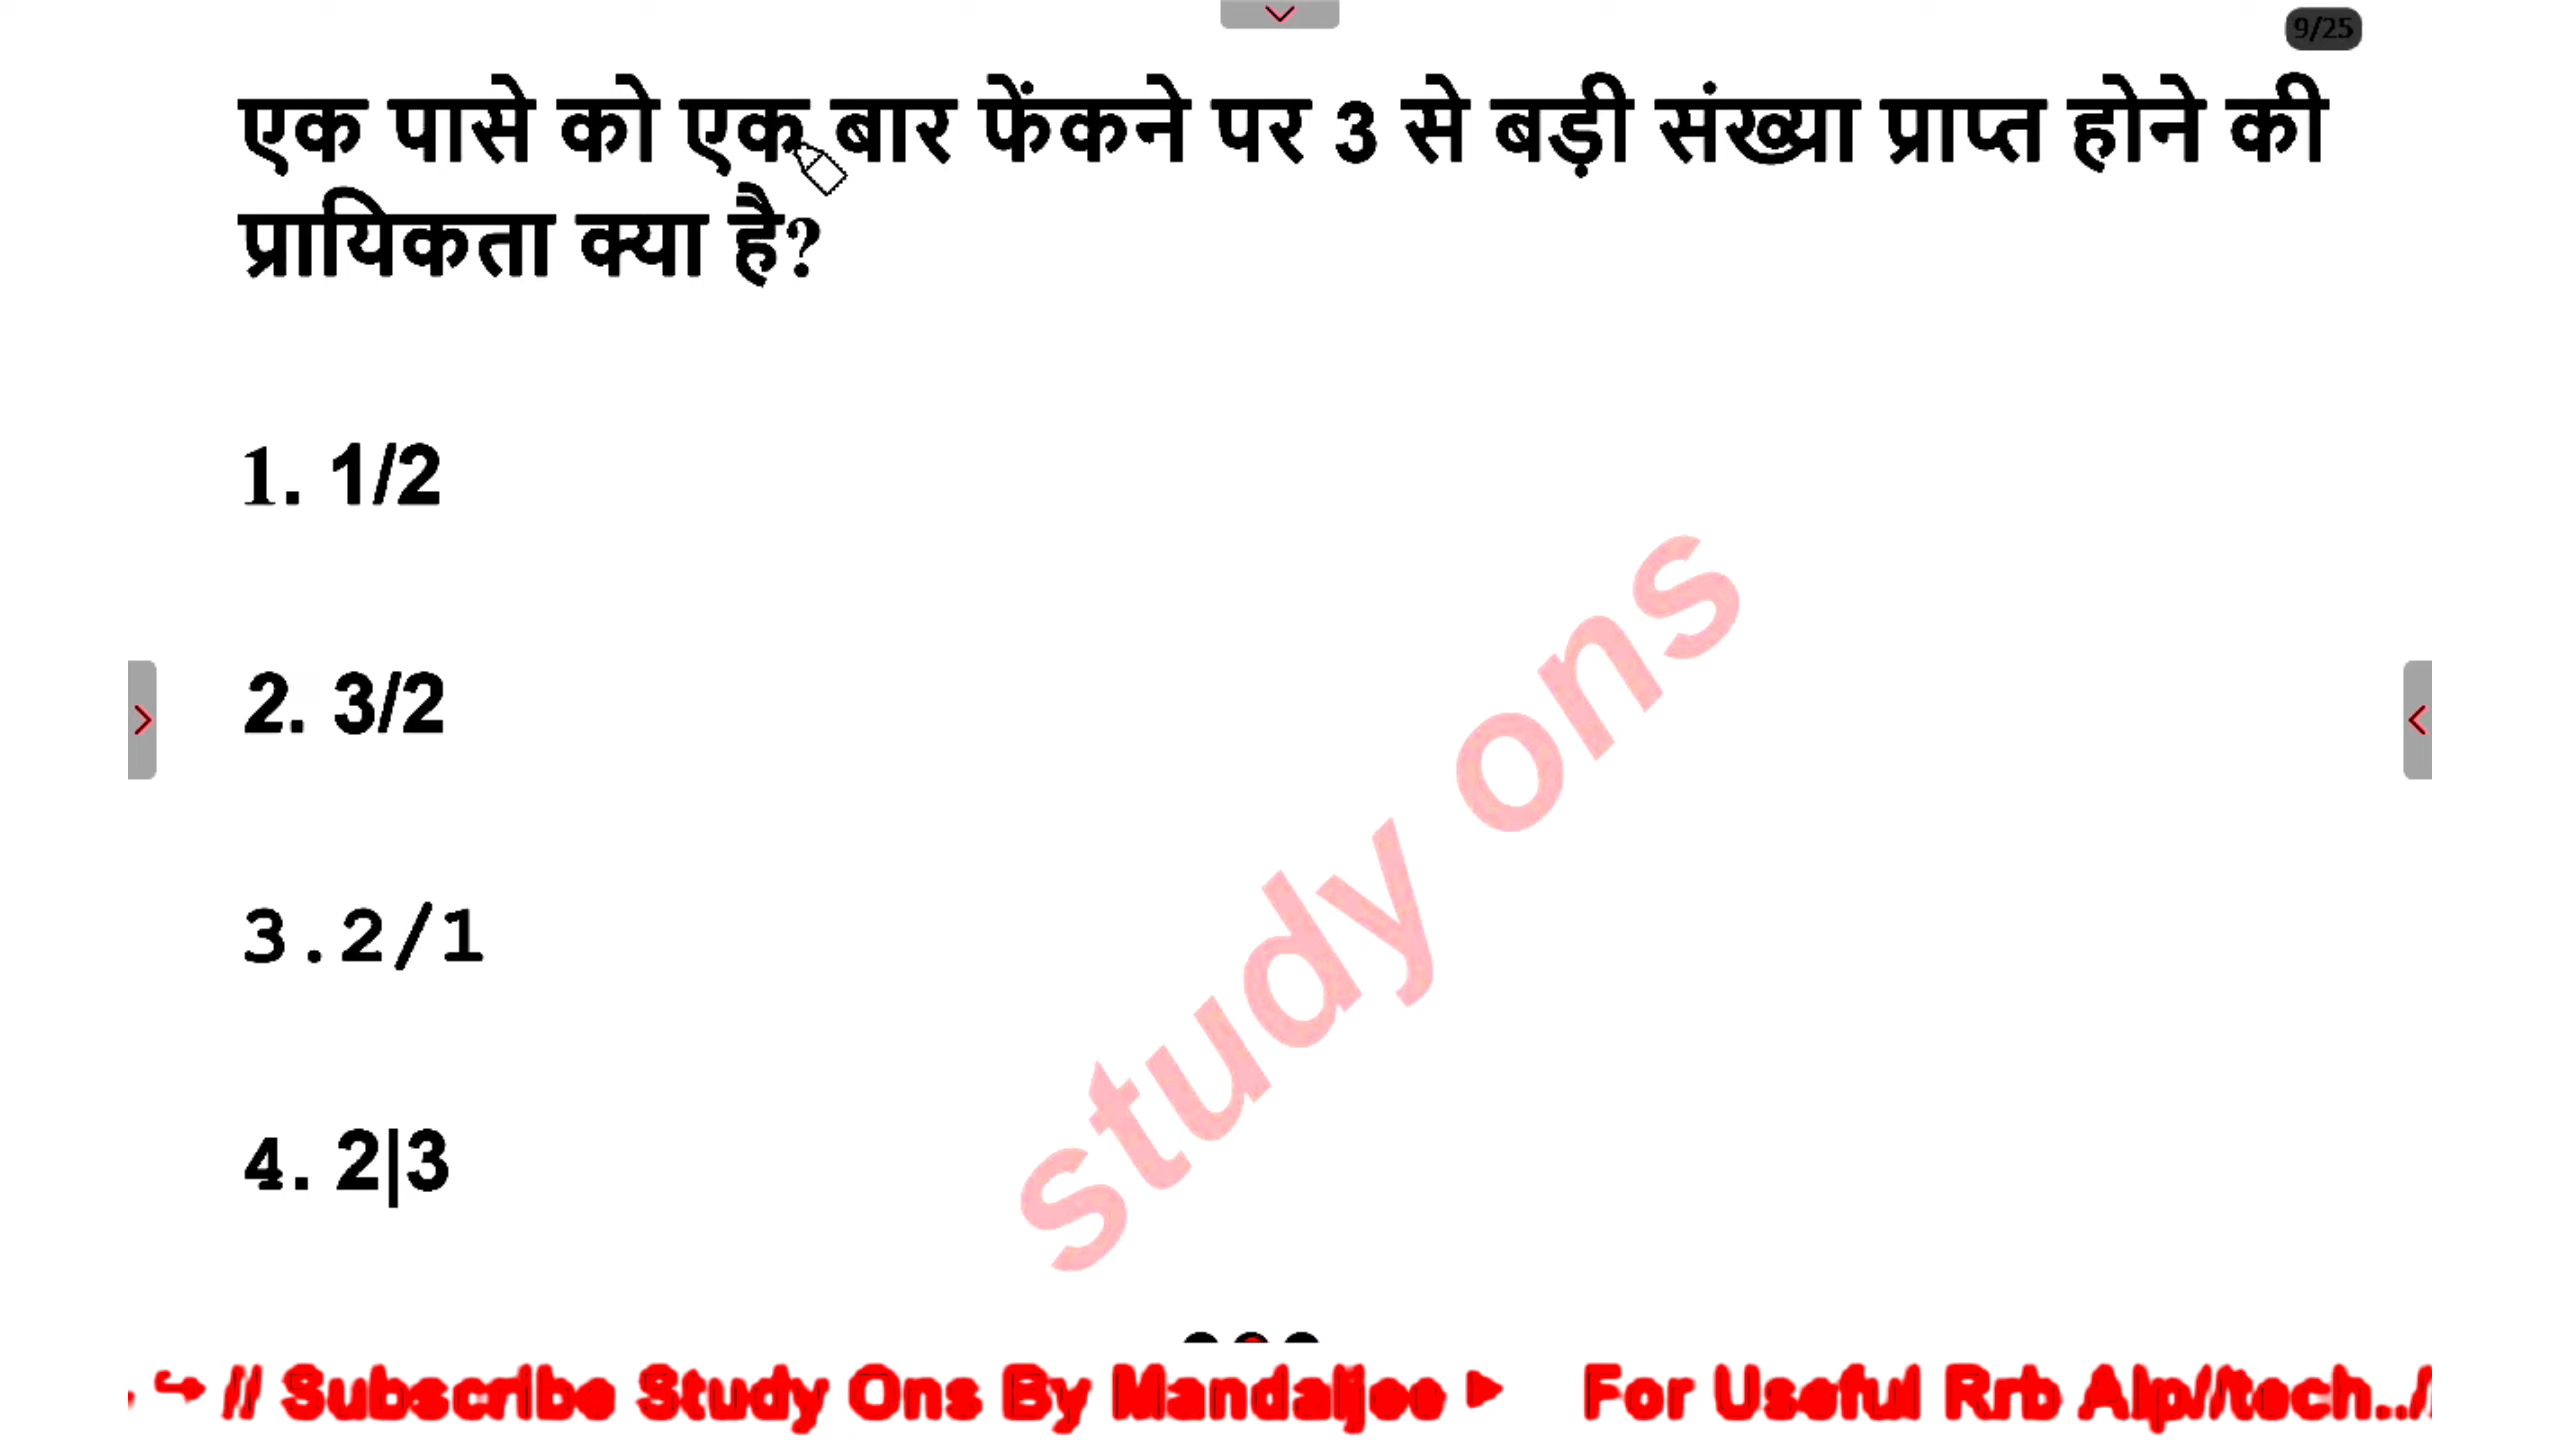 9/25
एक पासे को एक बार फेंकने पर 3 से बड़ी संख्या प्राप्त होने की
प्रायिकता क्या है?
1. 1/2
2. 3/2
3.2/1
4. 2|3
study ons
↪ // Subscribe Study Ons By Mandaljee ► For Useful Rrb Alp//tech../